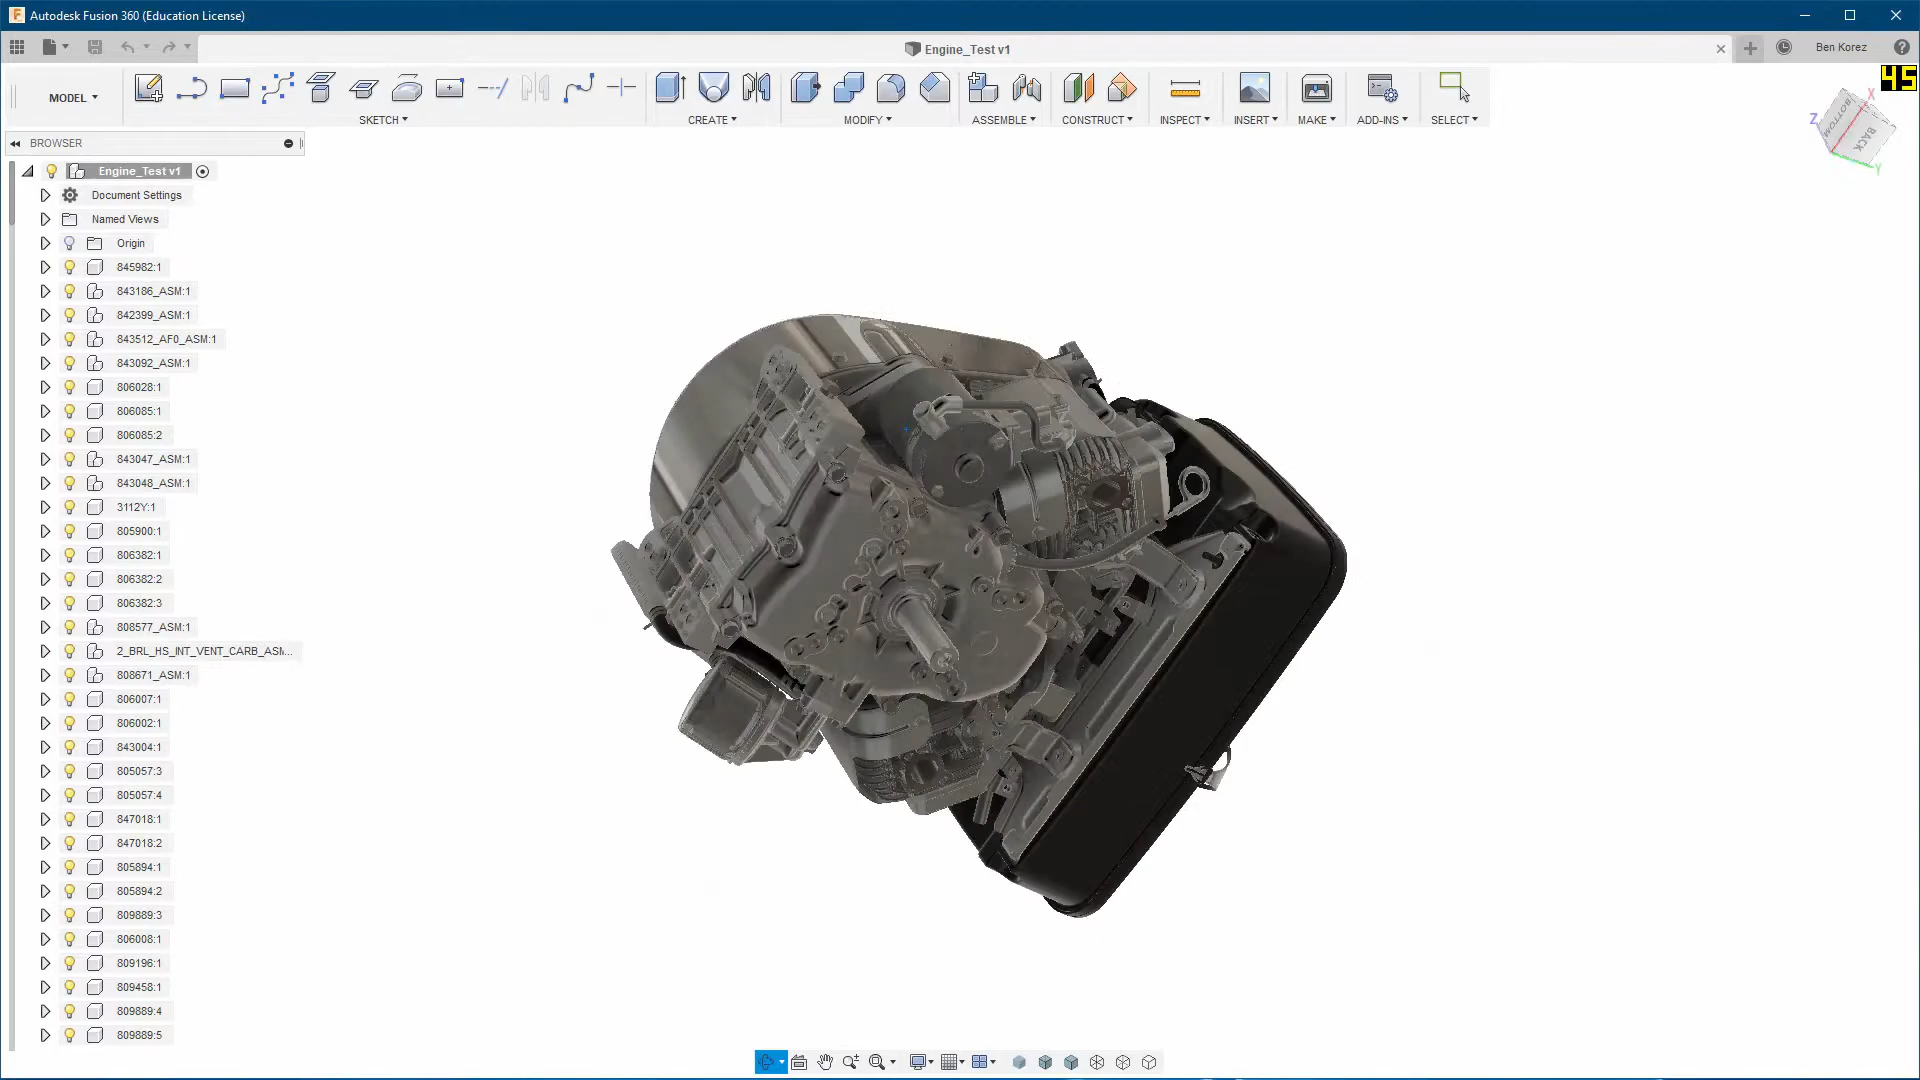 Autodesk Fusion 360 (Education License)
Engine_Test v1
Ben Korez
45
MODEL
SKETCH
CREATE
MODIFY
ASSEMBLE
CONSTRUCT
INSPECT
INSERT
MAKE
ADD-INS
SELECT
X
Z
BOTTOM
BACK
Y
BROWSER
Engine_Test v1
Document Settings
Named Views
Origin
845982:1
843186_ASM:1
842399_ASM:1
843512_AF0_ASM:1
843092_ASM:1
806028:1
806085:1
806085:2
843047_ASM:1
843048_ASM:1
3112Y:1
805900:1
806382:1
806382:2
806382:3
808577_ASM:1
2_BRL_HS_INT_VENT_CARB_ASM...
808671_ASM:1
806007:1
806002:1
843004:1
805057:3
805057:4
847018:1
847018:2
805894:1
805894:2
809889:3
806008:1
809196:1
809458:1
809889:4
809889:5